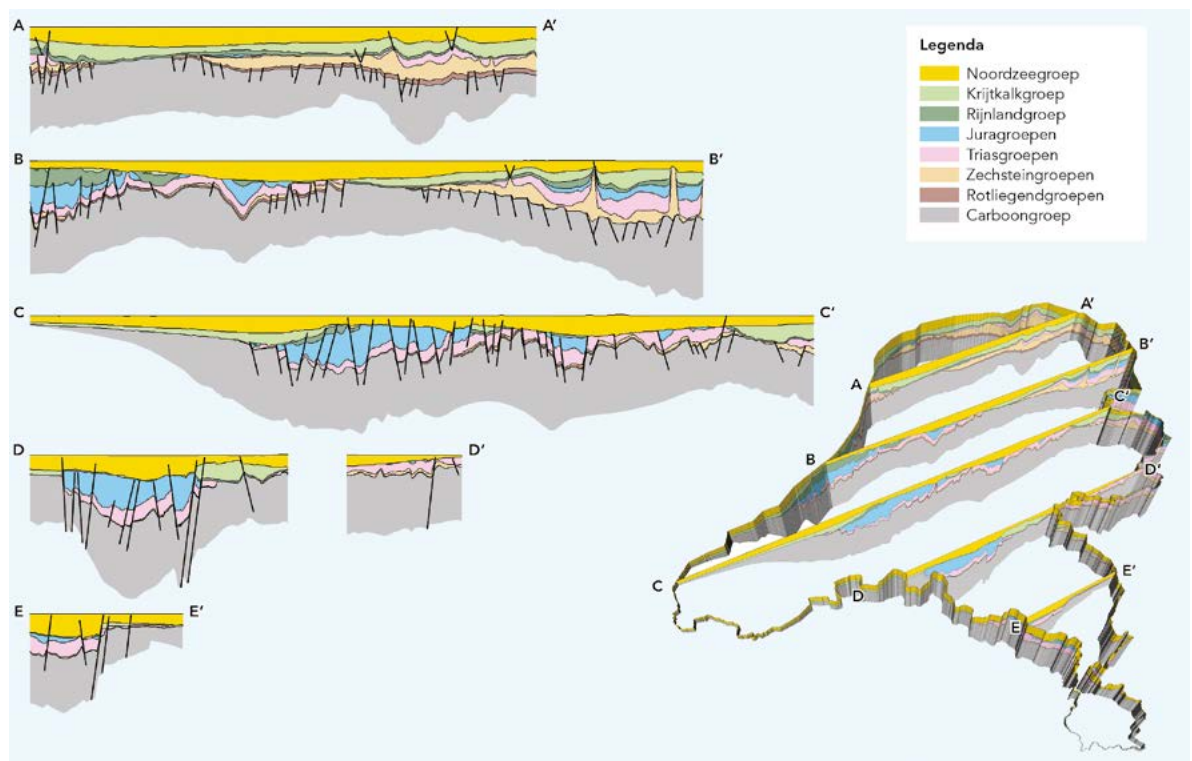 A
A'
Legenda
Noordzeegroep
Krijtkalkgroep
Rijnlandgroep
Juragroepen
Triasgroepen
Zechsteingroepen
Rotliegendgroepen
Carboongroep
B
B'
C
C'
D
D'
E
E'
A'
B'
A
C'
B
D'
C
D
E'
E